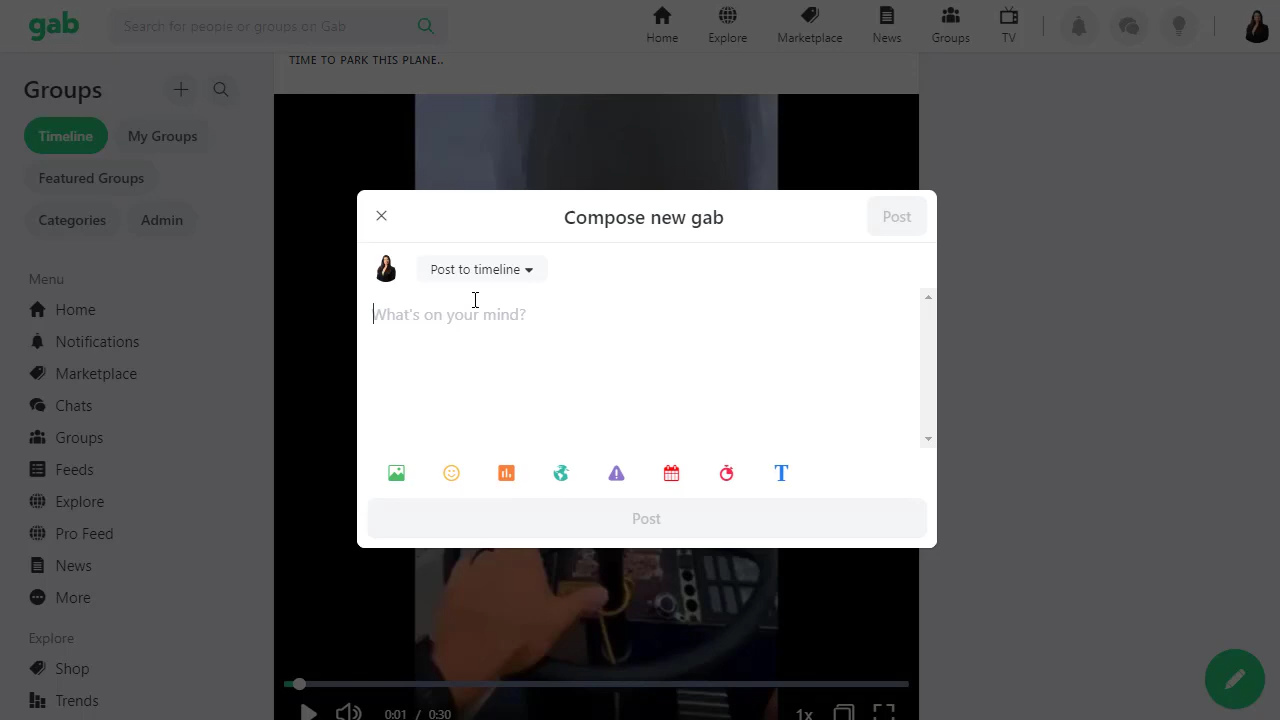 gab
Search for people or groups on Gab
Home
Explore
Marketplace
News
Groups
TV
TIME TO PARK THIS PLANE..
Groups
Timeline
My Groups
Featured Groups
Categories
Admin
Menu
Home
Notifications
Marketplace
Chats
Groups
Feeds
Explore
Pro Feed
News
More
Explore
Shop
Trends
Compose new gab
Post
Post to timeline
What's on your mind?
T
Post
0:01 / 0:30
1x